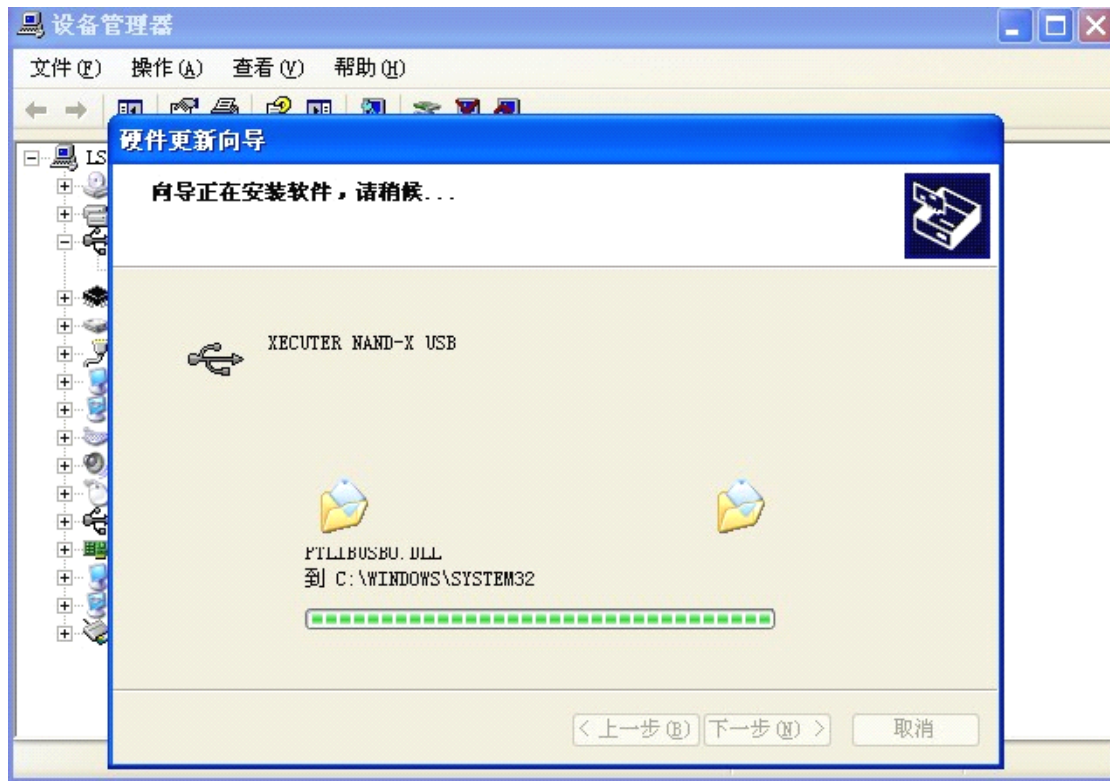 设备管理器
文件(F) 操作(A) 查看(V) 帮助(H)
LS
硬件更新向导
向导正在安装软件，请稍候...
XECUTER NAND-X USB
PTLIBUSB0.DLL
到 C:\WINDOWS\SYSTEM32
< 上一步(B) 下一步(N) > 取消